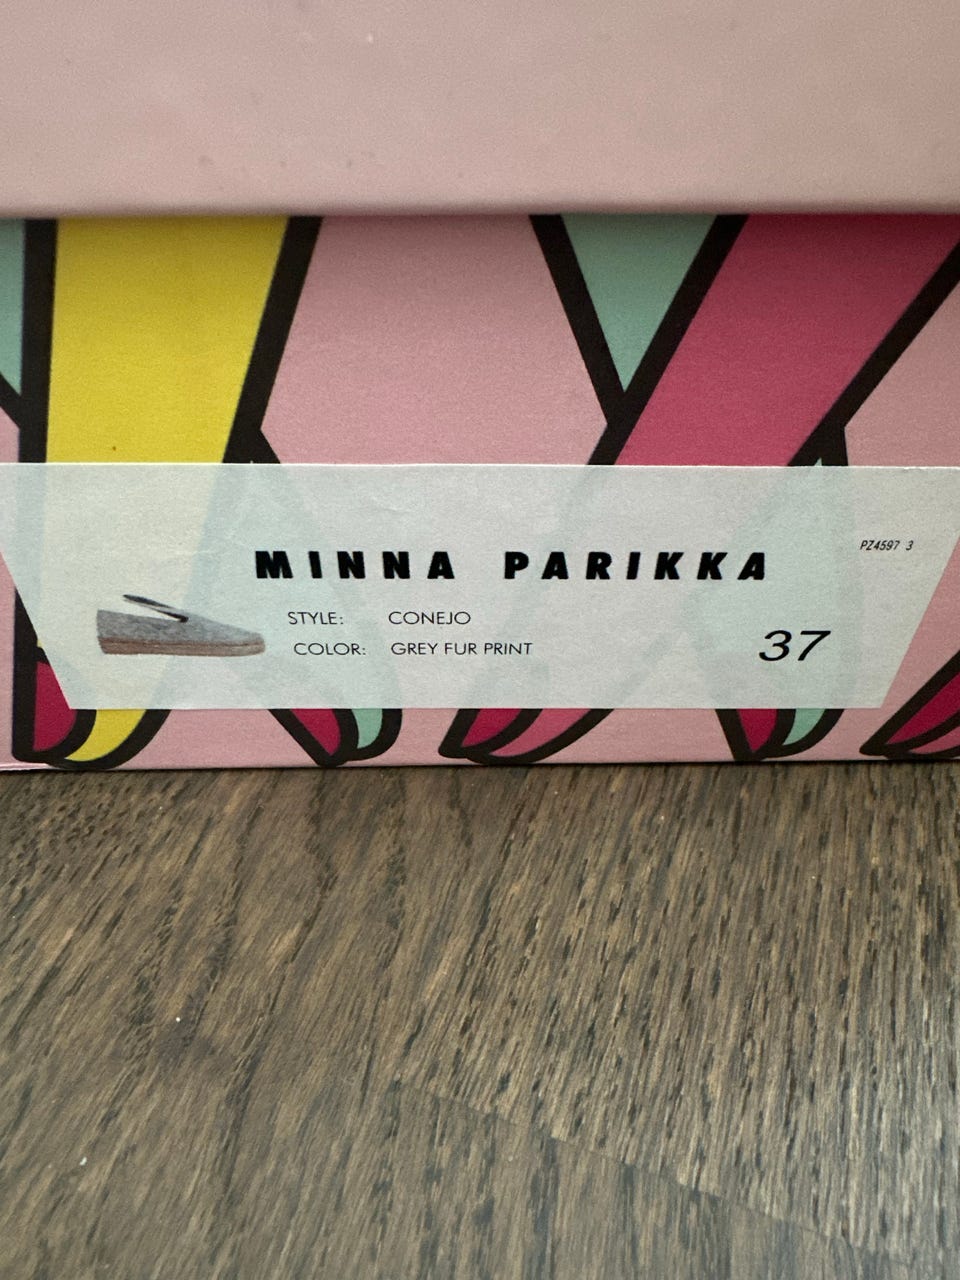 PZ4597 3
MINNA PARIKKA
STYLE: CONEJO
COLOR: GREY FUR PRINT
37